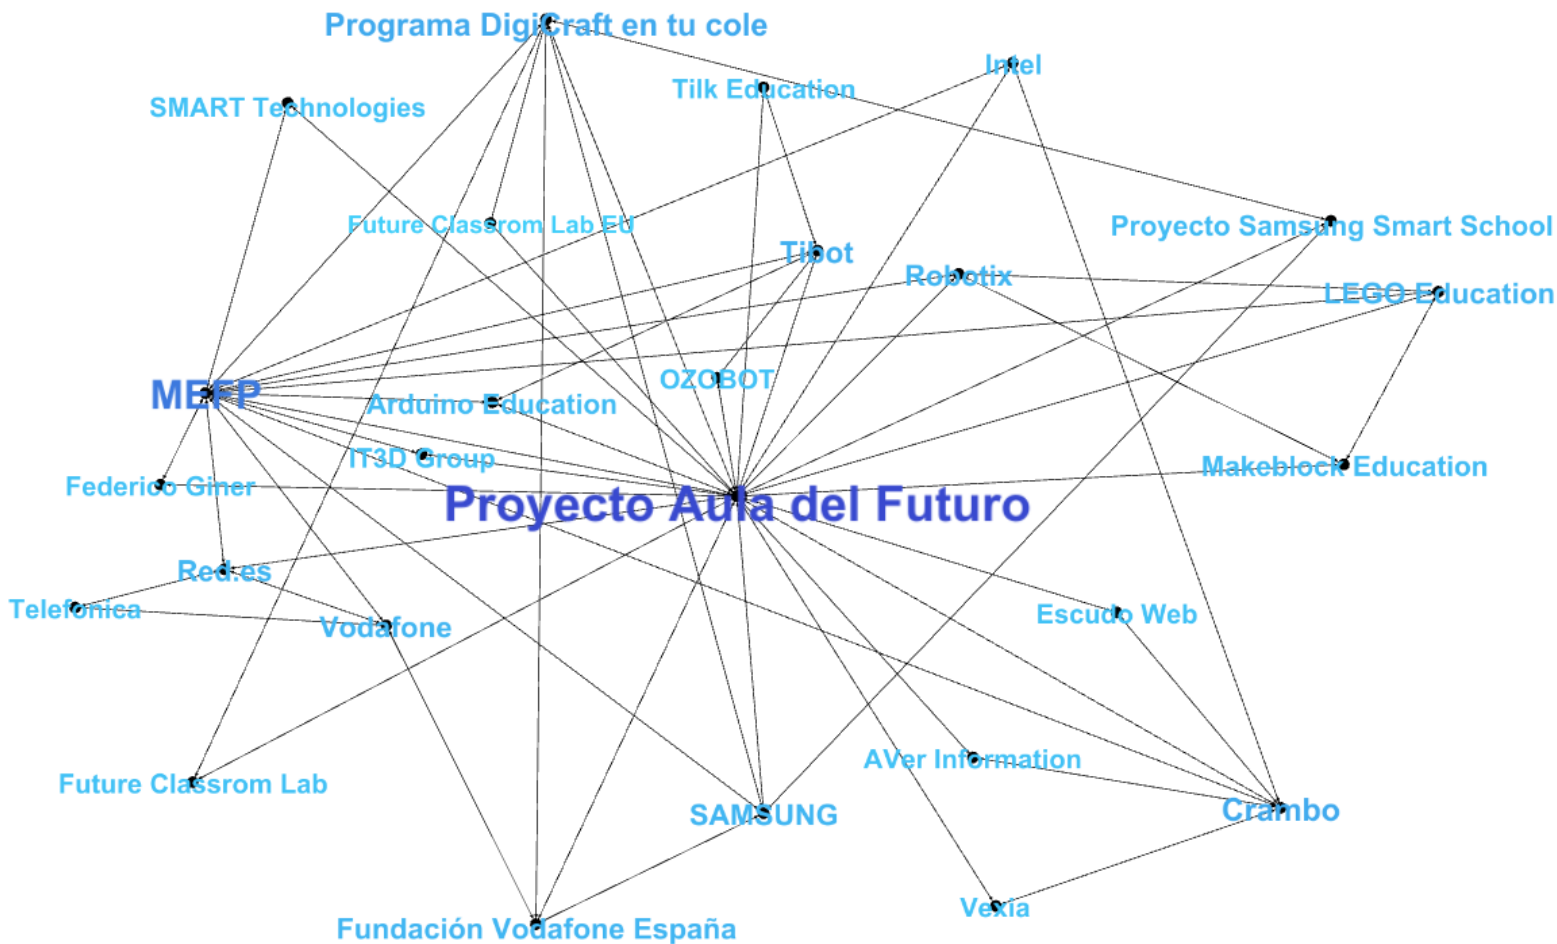 Programa DigiCraft en tu cole
Intel
Tilk Education
SMART Technologies
Future Classrom Lab EU
Proyecto Samsung Smart School
Tibot
Robotix
LEGO Education
OZOBOT
MEFP
Arduino Education
IT3D Group
Makeblock Education
Federico Giner
Proyecto Aula del Futuro
Red.es
Telefonica
Escudo Web
Vodafone
AVer Information
Future Classrom Lab
Crambo
SAMSUNG
Vexia
Fundación Vodafone España